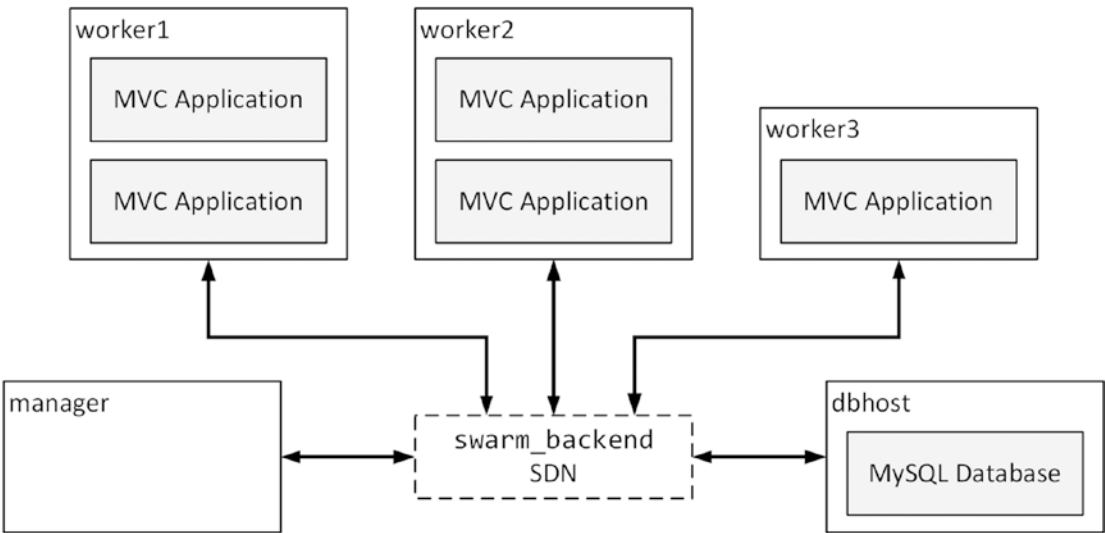 worker1
MVC Application
MVC Application
worker2
MVC Application
MVC Application
worker3
MVC Application
manager
swarm_backend
SDN
dbhost
MySQL Database